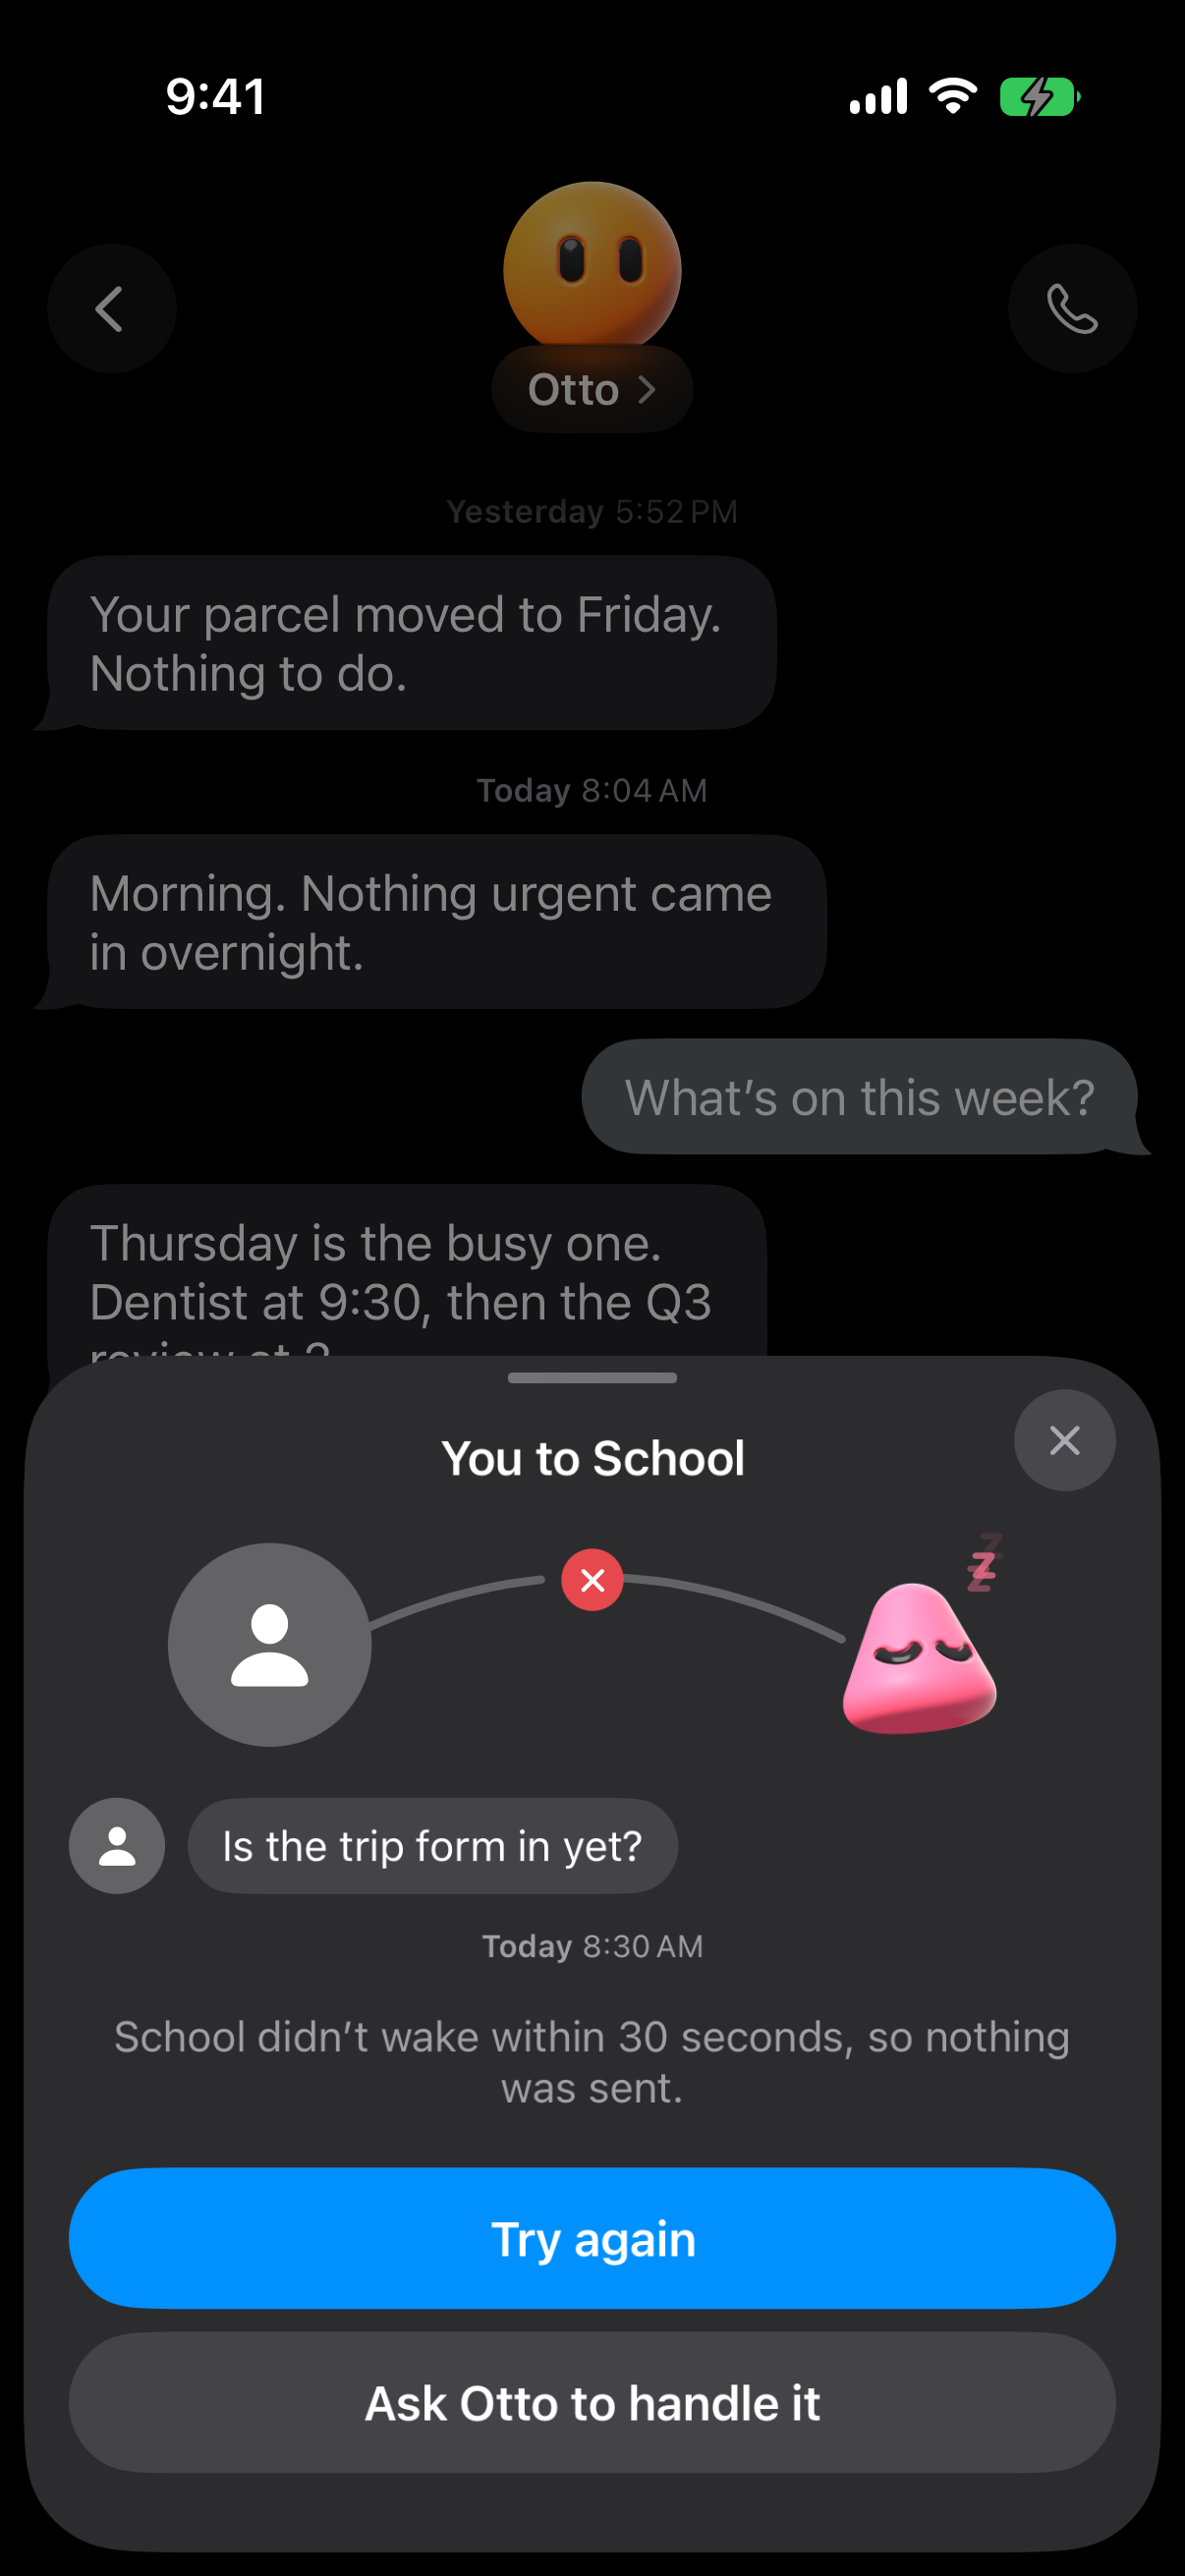 9:41
Otto
Yesterday 5:52 PM
Your parcel moved to Friday.
Nothing to do.
Today 8:04 AM
Morning. Nothing urgent came
in overnight.
What’s on this week?
Thursday is the busy one.
Dentist at 9:30, then the Q3
review at
You to School
z z
Is the trip form in yet?
Today 8:30 AM
School didn’t wake within 30 seconds, so nothing
was sent.
Try again
Ask Otto to handle it